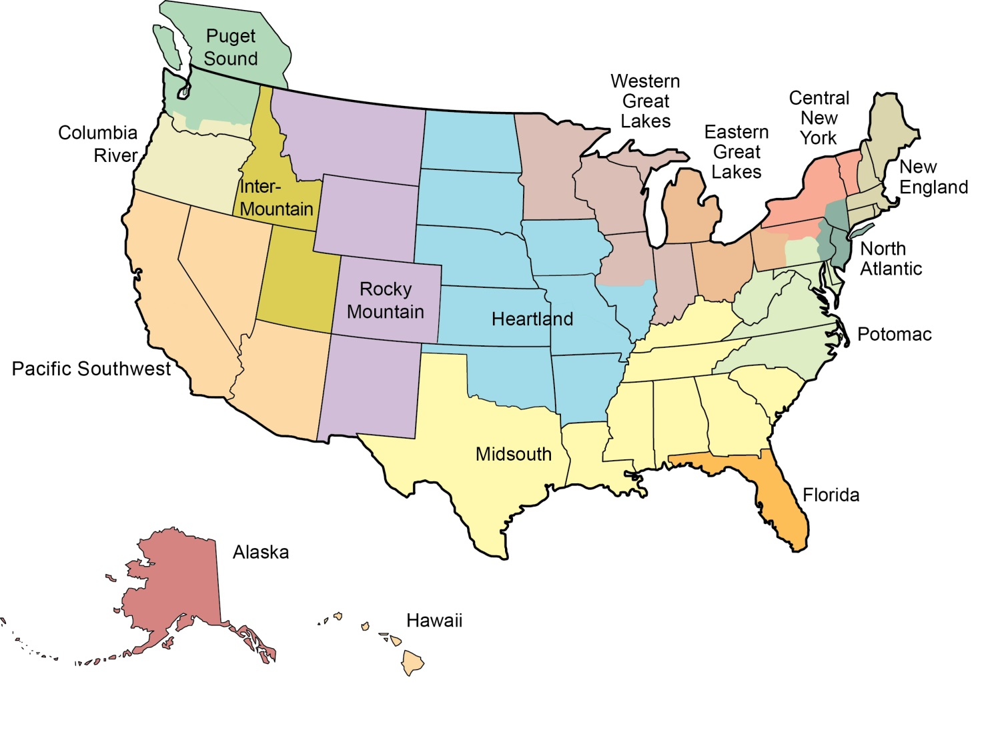 Puget
Sound
Western
Great
Lakes
Central
New
York
Columbia
River
Eastern
Great
Lakes
New
England
Inter-
Mountain
North
Atlantic
Rocky
Mountain
Heartland
Potomac
Pacific Southwest
Midsouth
Florida
Alaska
Hawaii